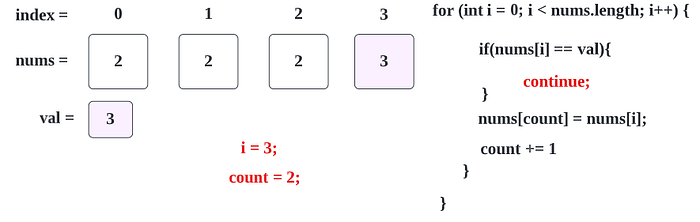 index = 0 1 2 3
nums = 2 2 2 3
val = 3
i = 3;
count = 2;
for (int i = 0; i < nums.length; i++) {
if(nums[i] == val){
continue;
}
nums[count] = nums[i];
count += 1
}
}